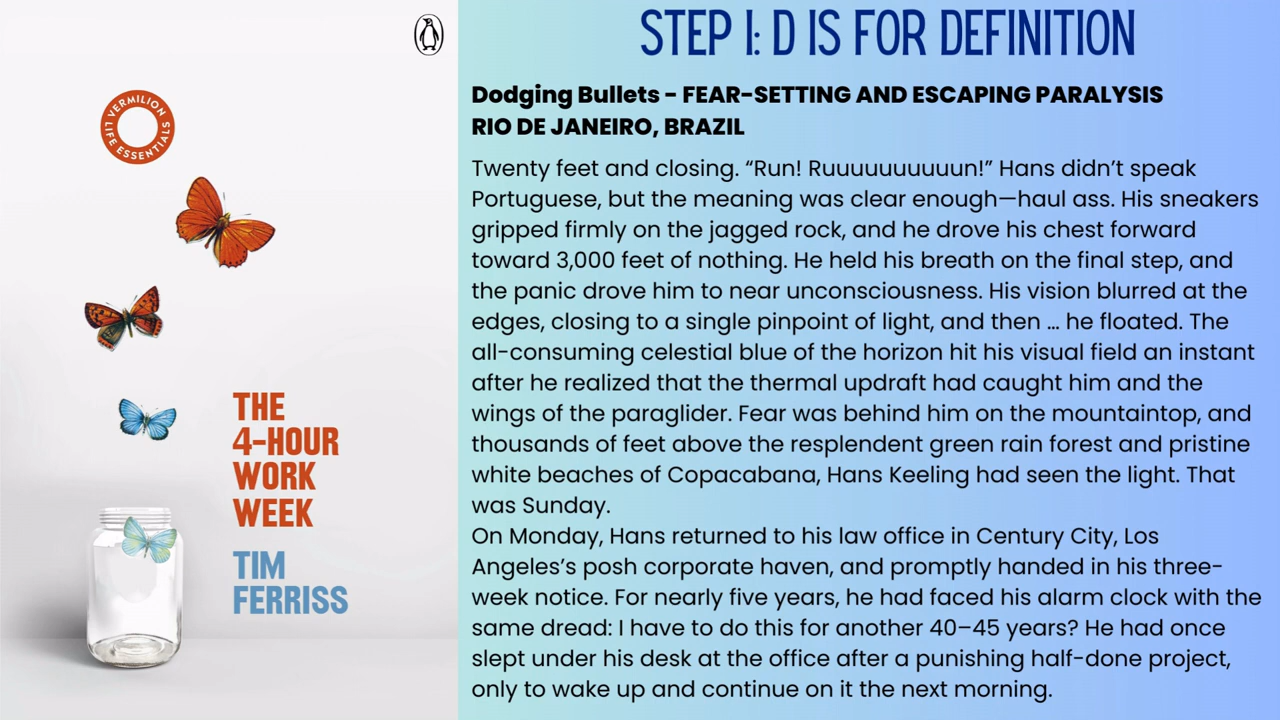 VERMILION
LIFE ESSENTIALS
THE
4-HOUR
WORK
WEEK
TIM
FERRISS
STEP I: D IS FOR DEFINITION
Dodging Bullets - FEAR-SETTING AND ESCAPING PARALYSIS
RIO DE JANEIRO, BRAZIL
Twenty feet and closing. “Run! Ruuuuuuuuuun!” Hans didn’t speak
Portuguese, but the meaning was clear enough—haul ass. His sneakers
gripped firmly on the jagged rock, and he drove his chest forward
toward 3,000 feet of nothing. He held his breath on the final step, and
the panic drove him to near unconsciousness. His vision blurred at the
edges, closing to a single pinpoint of light, and then … he floated. The
all-consuming celestial blue of the horizon hit his visual field an instant
after he realized that the thermal updraft had caught him and the
wings of the paraglider. Fear was behind him on the mountaintop, and
thousands of feet above the resplendent green rain forest and pristine
white beaches of Copacabana, Hans Keeling had seen the light. That
was Sunday.
On Monday, Hans returned to his law office in Century City, Los
Angeles’s posh corporate haven, and promptly handed in his three-
week notice. For nearly five years, he had faced his alarm clock with the
same dread: I have to do this for another 40–45 years? He had once
slept under his desk at the office after a punishing half-done project,
only to wake up and continue on it the next morning.